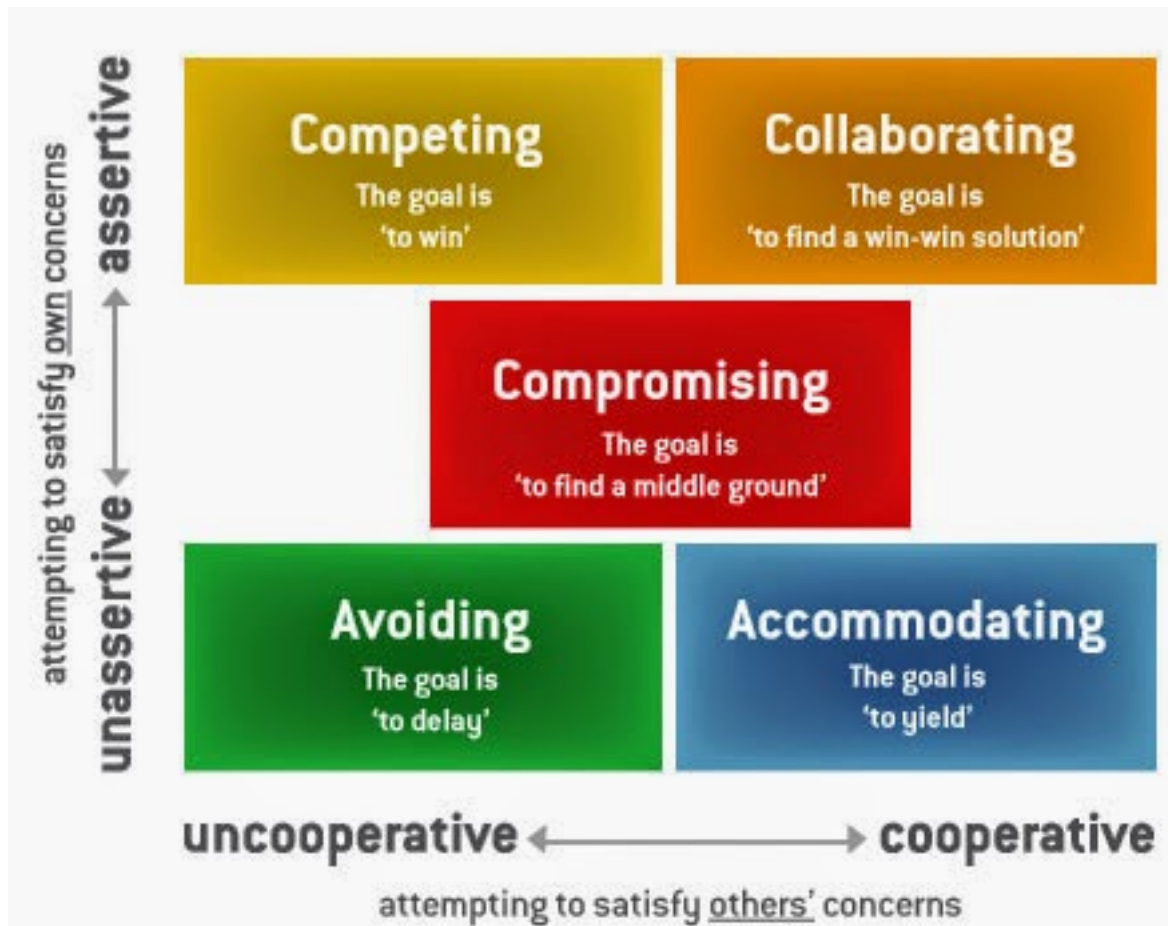 Competing
The goal is
‘to win’
Collaborating
The goal is
‘to find a win-win solution’
Compromising
The goal is
‘to find a middle ground’
Avoiding
The goal is
‘to delay’
Accommodating
The goal is
‘to yield’
attempting to satisfy own concerns
unassertive
assertive
uncooperative
cooperative
attempting to satisfy others’ concerns